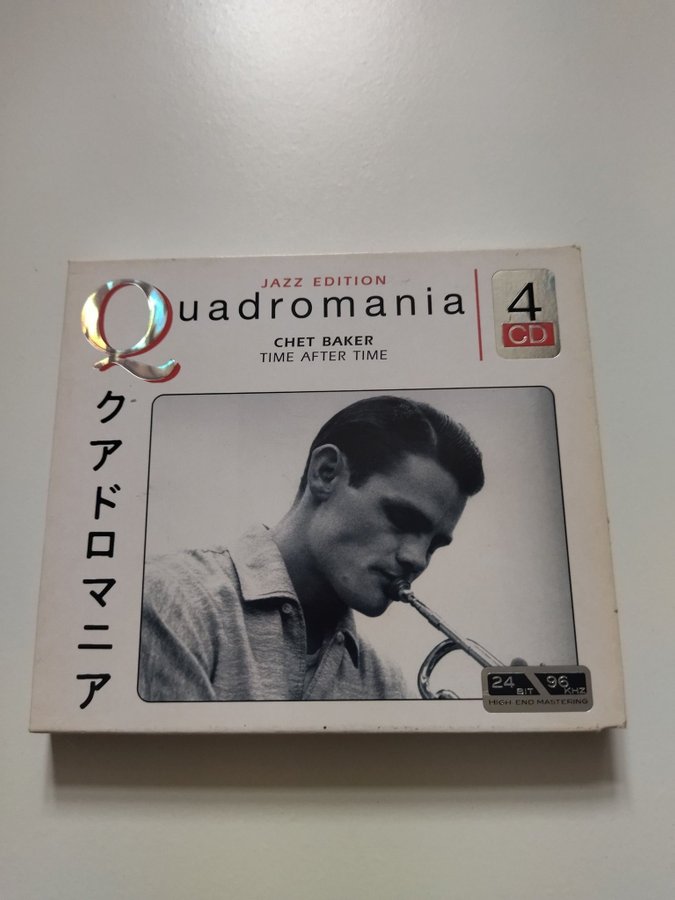 JAZZ EDITION
Quadromania
CHET BAKER
TIME AFTER TIME
4
CD
クアドロマニア
24 BIT 96 KHZ
HIGH END MASTERING